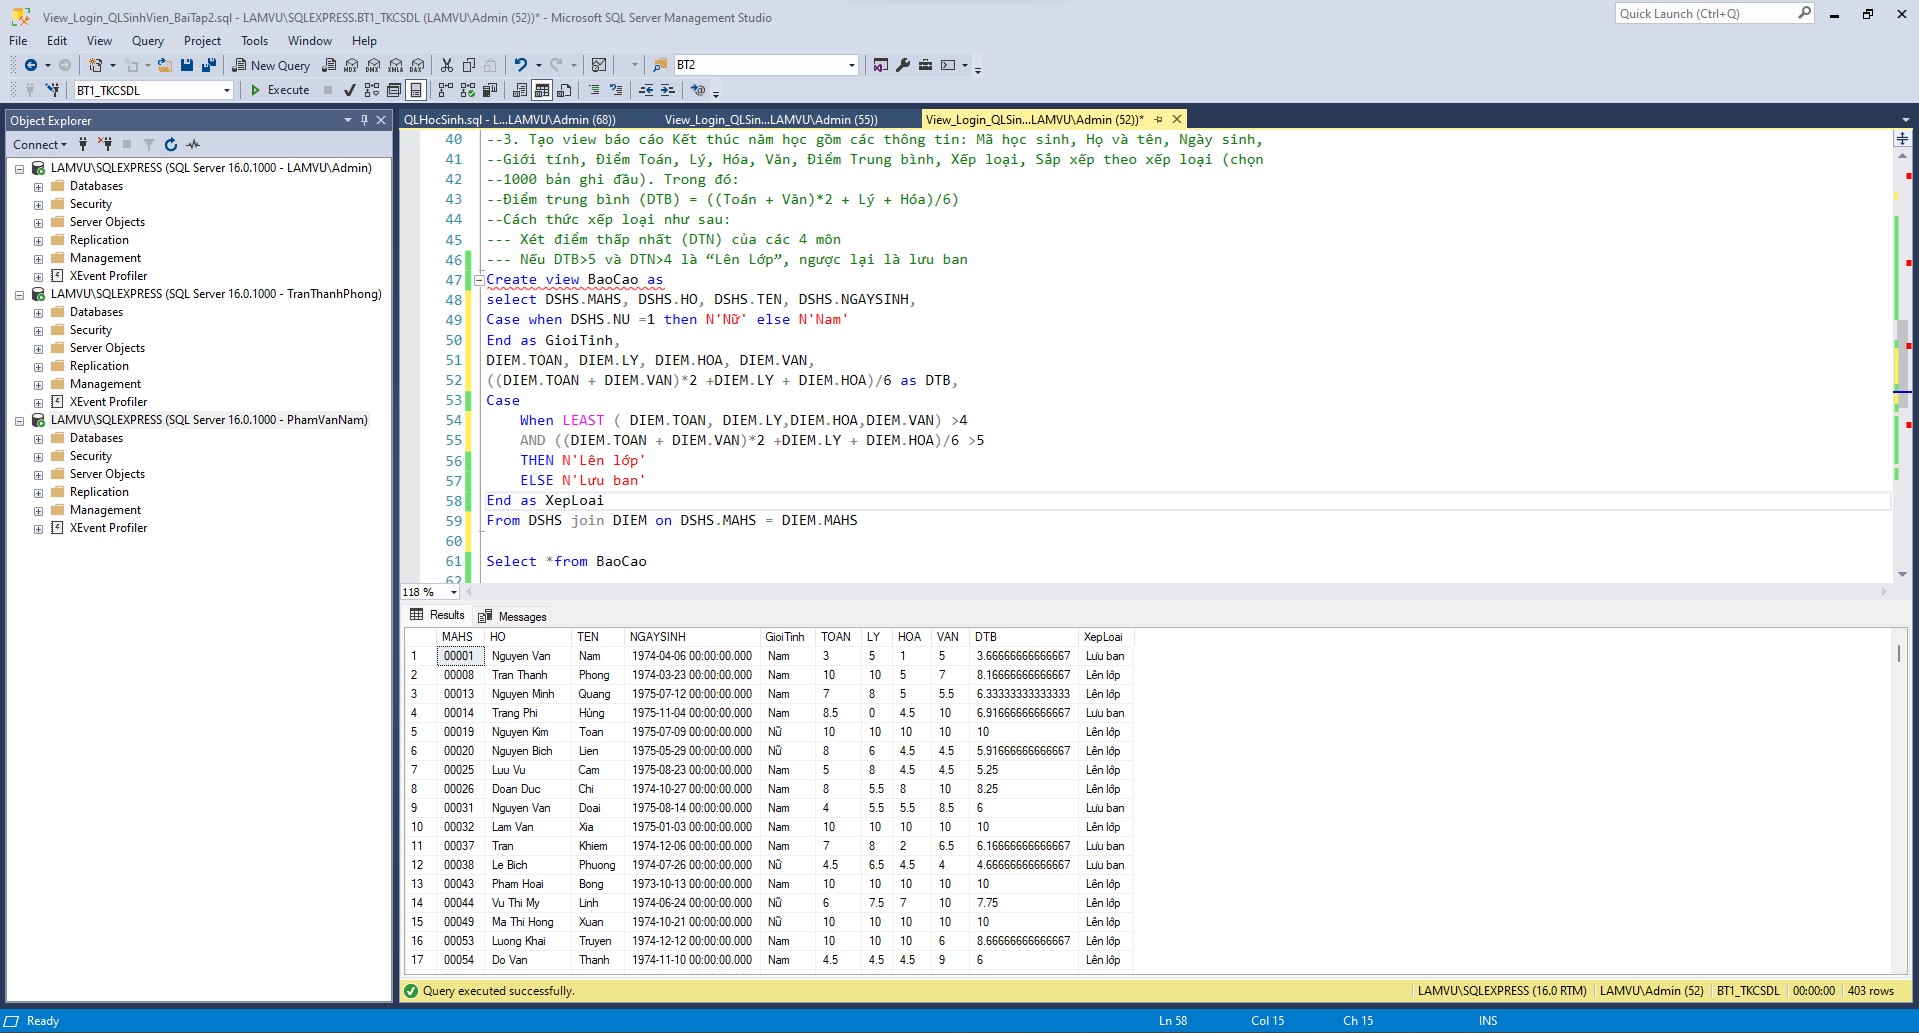 View_Login_QLSinhVien_BaiTap2.sql - LAMVU\SQLEXPRESS.BT1_TKCSDL (LAMVU\Admin (52))* - Microsoft SQL Server Management Studio
Quick Launch (Ctrl+Q)
File Edit View Query Project Tools Window Help
New Query MDX DMX XMLA DAX BT2
BT1_TKCSDL Execute
Object Explorer
Connect
LAMVU\SQLEXPRESS (SQL Server 16.0.1000 - LAMVU\Admin)
Databases
Security
Server Objects
Replication
Management
XEvent Profiler
LAMVU\SQLEXPRESS (SQL Server 16.0.1000 - TranThanhPhong)
Databases
Security
Server Objects
Replication
Management
XEvent Profiler
LAMVU\SQLEXPRESS (SQL Server 16.0.1000 - PhamVanNam)
Databases
Security
Server Objects
Replication
Management
XEvent Profiler
QLHocSinh.sql - L...LAMVU\Admin (68)) View_Login_QLSin...LAMVU\Admin (55)) View_Login_QLSin...LAMVU\Admin (52))*
40 --3. Tạo view báo cáo Kết thúc năm học gồm các thông tin: Mã học sinh, Họ và tên, Ngày sinh,
41 --Giới tính, Điểm Toán, Lý, Hóa, Văn, Điểm Trung bình, Xếp loại, Sắp xếp theo xếp loại (chọn
42 --1000 bản ghi đầu). Trong đó:
43 --Điểm trung bình (DTB) = ((Toán + Văn)*2 + Lý + Hóa)/6)
44 --Cách thức xếp loại như sau:
45 --- Xét điểm thấp nhất (DTN) của các 4 môn
46 --- Nếu DTB>5 và DTN>4 là “Lên Lớp”, ngược lại là lưu ban
47 Create view BaoCao as
48 select DSHS.MAHS, DSHS.HO, DSHS.TEN, DSHS.NGAYSINH,
49 Case when DSHS.NU =1 then N'Nữ' else N'Nam'
50 End as GioiTinh,
51 DIEM.TOAN, DIEM.LY, DIEM.HOA, DIEM.VAN,
52 ((DIEM.TOAN + DIEM.VAN)*2 +DIEM.LY + DIEM.HOA)/6 as DTB,
53 Case
54 When LEAST ( DIEM.TOAN, DIEM.LY,DIEM.HOA,DIEM.VAN) >4
55 AND ((DIEM.TOAN + DIEM.VAN)*2 +DIEM.LY + DIEM.HOA)/6 >5
56 THEN N'Lên lớp'
57 ELSE N'Lưu ban'
58 End as XepLoai
59 From DSHS join DIEM on DSHS.MAHS = DIEM.MAHS
60
61 Select *from BaoCao
62
118 %
Results Messages
MAHS HO TEN NGAYSINH GioiTinh TOAN LY HOA VAN DTB XepLoai
1 00001 Nguyen Van Nam 1974-04-06 00:00:00.000 Nam 3 5 1 5 3.66666666666667 Lưu ban
2 00008 Tran Thanh Phong 1974-03-23 00:00:00.000 Nam 10 10 5 7 8.16666666666667 Lên lớp
3 00013 Nguyen Minh Quang 1975-07-12 00:00:00.000 Nam 7 8 5 5.5 6.33333333333333 Lên lớp
4 00014 Trang Phi Hùng 1975-11-04 00:00:00.000 Nam 8.5 0 4.5 10 6.91666666666667 Lưu ban
5 00019 Nguyen Kim Toan 1975-07-09 00:00:00.000 Nữ 10 10 10 10 10 Lên lớp
6 00020 Nguyen Bich Lien 1975-05-29 00:00:00.000 Nữ 8 6 4.5 4.5 5.91666666666667 Lên lớp
7 00025 Luu Vu Cam 1975-08-23 00:00:00.000 Nam 5 8 4.5 4.5 5.25 Lên lớp
8 00026 Doan Duc Chi 1974-10-27 00:00:00.000 Nam 8 5.5 8 10 8.25 Lên lớp
9 00031 Nguyen Van Doai 1975-08-14 00:00:00.000 Nam 4 5.5 5.5 8.5 6 Lưu ban
10 00032 Lam Van Xia 1975-01-03 00:00:00.000 Nam 10 10 10 10 10 Lên lớp
11 00037 Tran Khiem 1974-12-06 00:00:00.000 Nam 7 8 2 6.5 6.16666666666667 Lưu ban
12 00038 Le Bich Phuong 1974-07-26 00:00:00.000 Nữ 4.5 6.5 4.5 4 4.66666666666667 Lưu ban
13 00043 Pham Hoai Bong 1973-10-13 00:00:00.000 Nam 10 10 10 10 10 Lên lớp
14 00044 Vu Thi My Linh 1974-06-24 00:00:00.000 Nữ 6 7.5 7 10 7.75 Lên lớp
15 00049 Ma Thi Hong Xuan 1974-10-21 00:00:00.000 Nữ 10 10 10 10 10 Lên lớp
16 00053 Luong Khai Truyen 1974-12-12 00:00:00.000 Nam 10 10 10 6 8.66666666666667 Lên lớp
17 00054 Do Van Thanh 1974-11-10 00:00:00.000 Nam 4.5 4.5 4.5 9 6 Lên lớp
Query executed successfully. LAMVU\SQLEXPRESS (16.0 RTM) LAMVU\Admin (52) BT1_TKCSDL 00:00:00 403 rows
Ready Ln 58 Col 15 Ch 15 INS